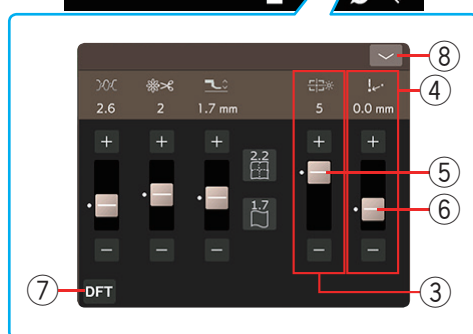 ⑧
④
2.6 2 1.7 mm 5 0.0 mm
+ + + + +
2.2
⑤
1.7
⑥
− − − − −
⑦ DFT ③